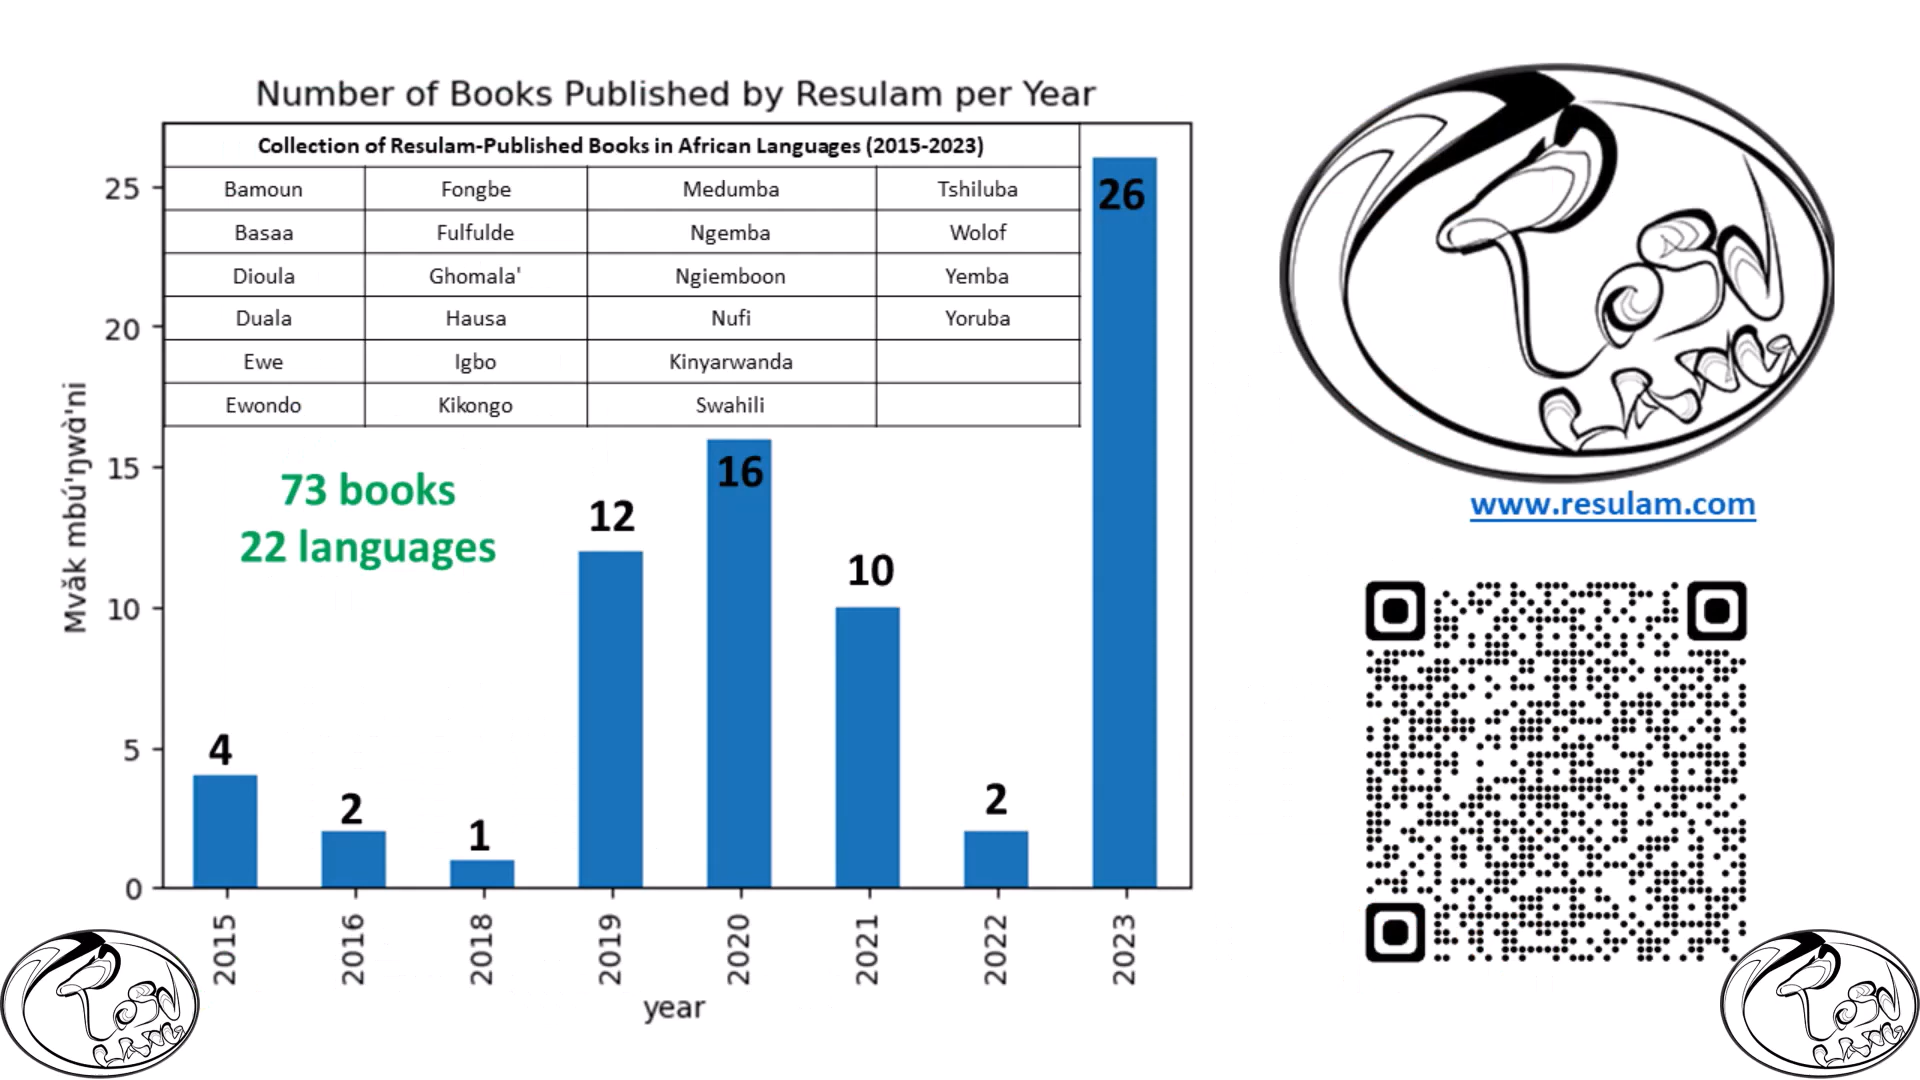 Number of Books Published by Resulam per Year
Collection of Resulam-Published Books in African Languages (2015-2023)
Bamoun Fongbe Medumba Tshiluba
Basaa Fulfulde Ngemba Wolof
Dioula Ghomala' Ngiemboon Yemba
Duala Hausa Nufi Yoruba
Ewe Igbo Kinyarwanda
Ewondo Kikongo Swahili
73 books
22 languages
Mvǎk mbú'ŋwà'ni
25
20
15
10
5
0
4
2
1
12
16
10
2
26
2015 2016 2018 2019 2020 2021 2022 2023
year
www.resulam.com